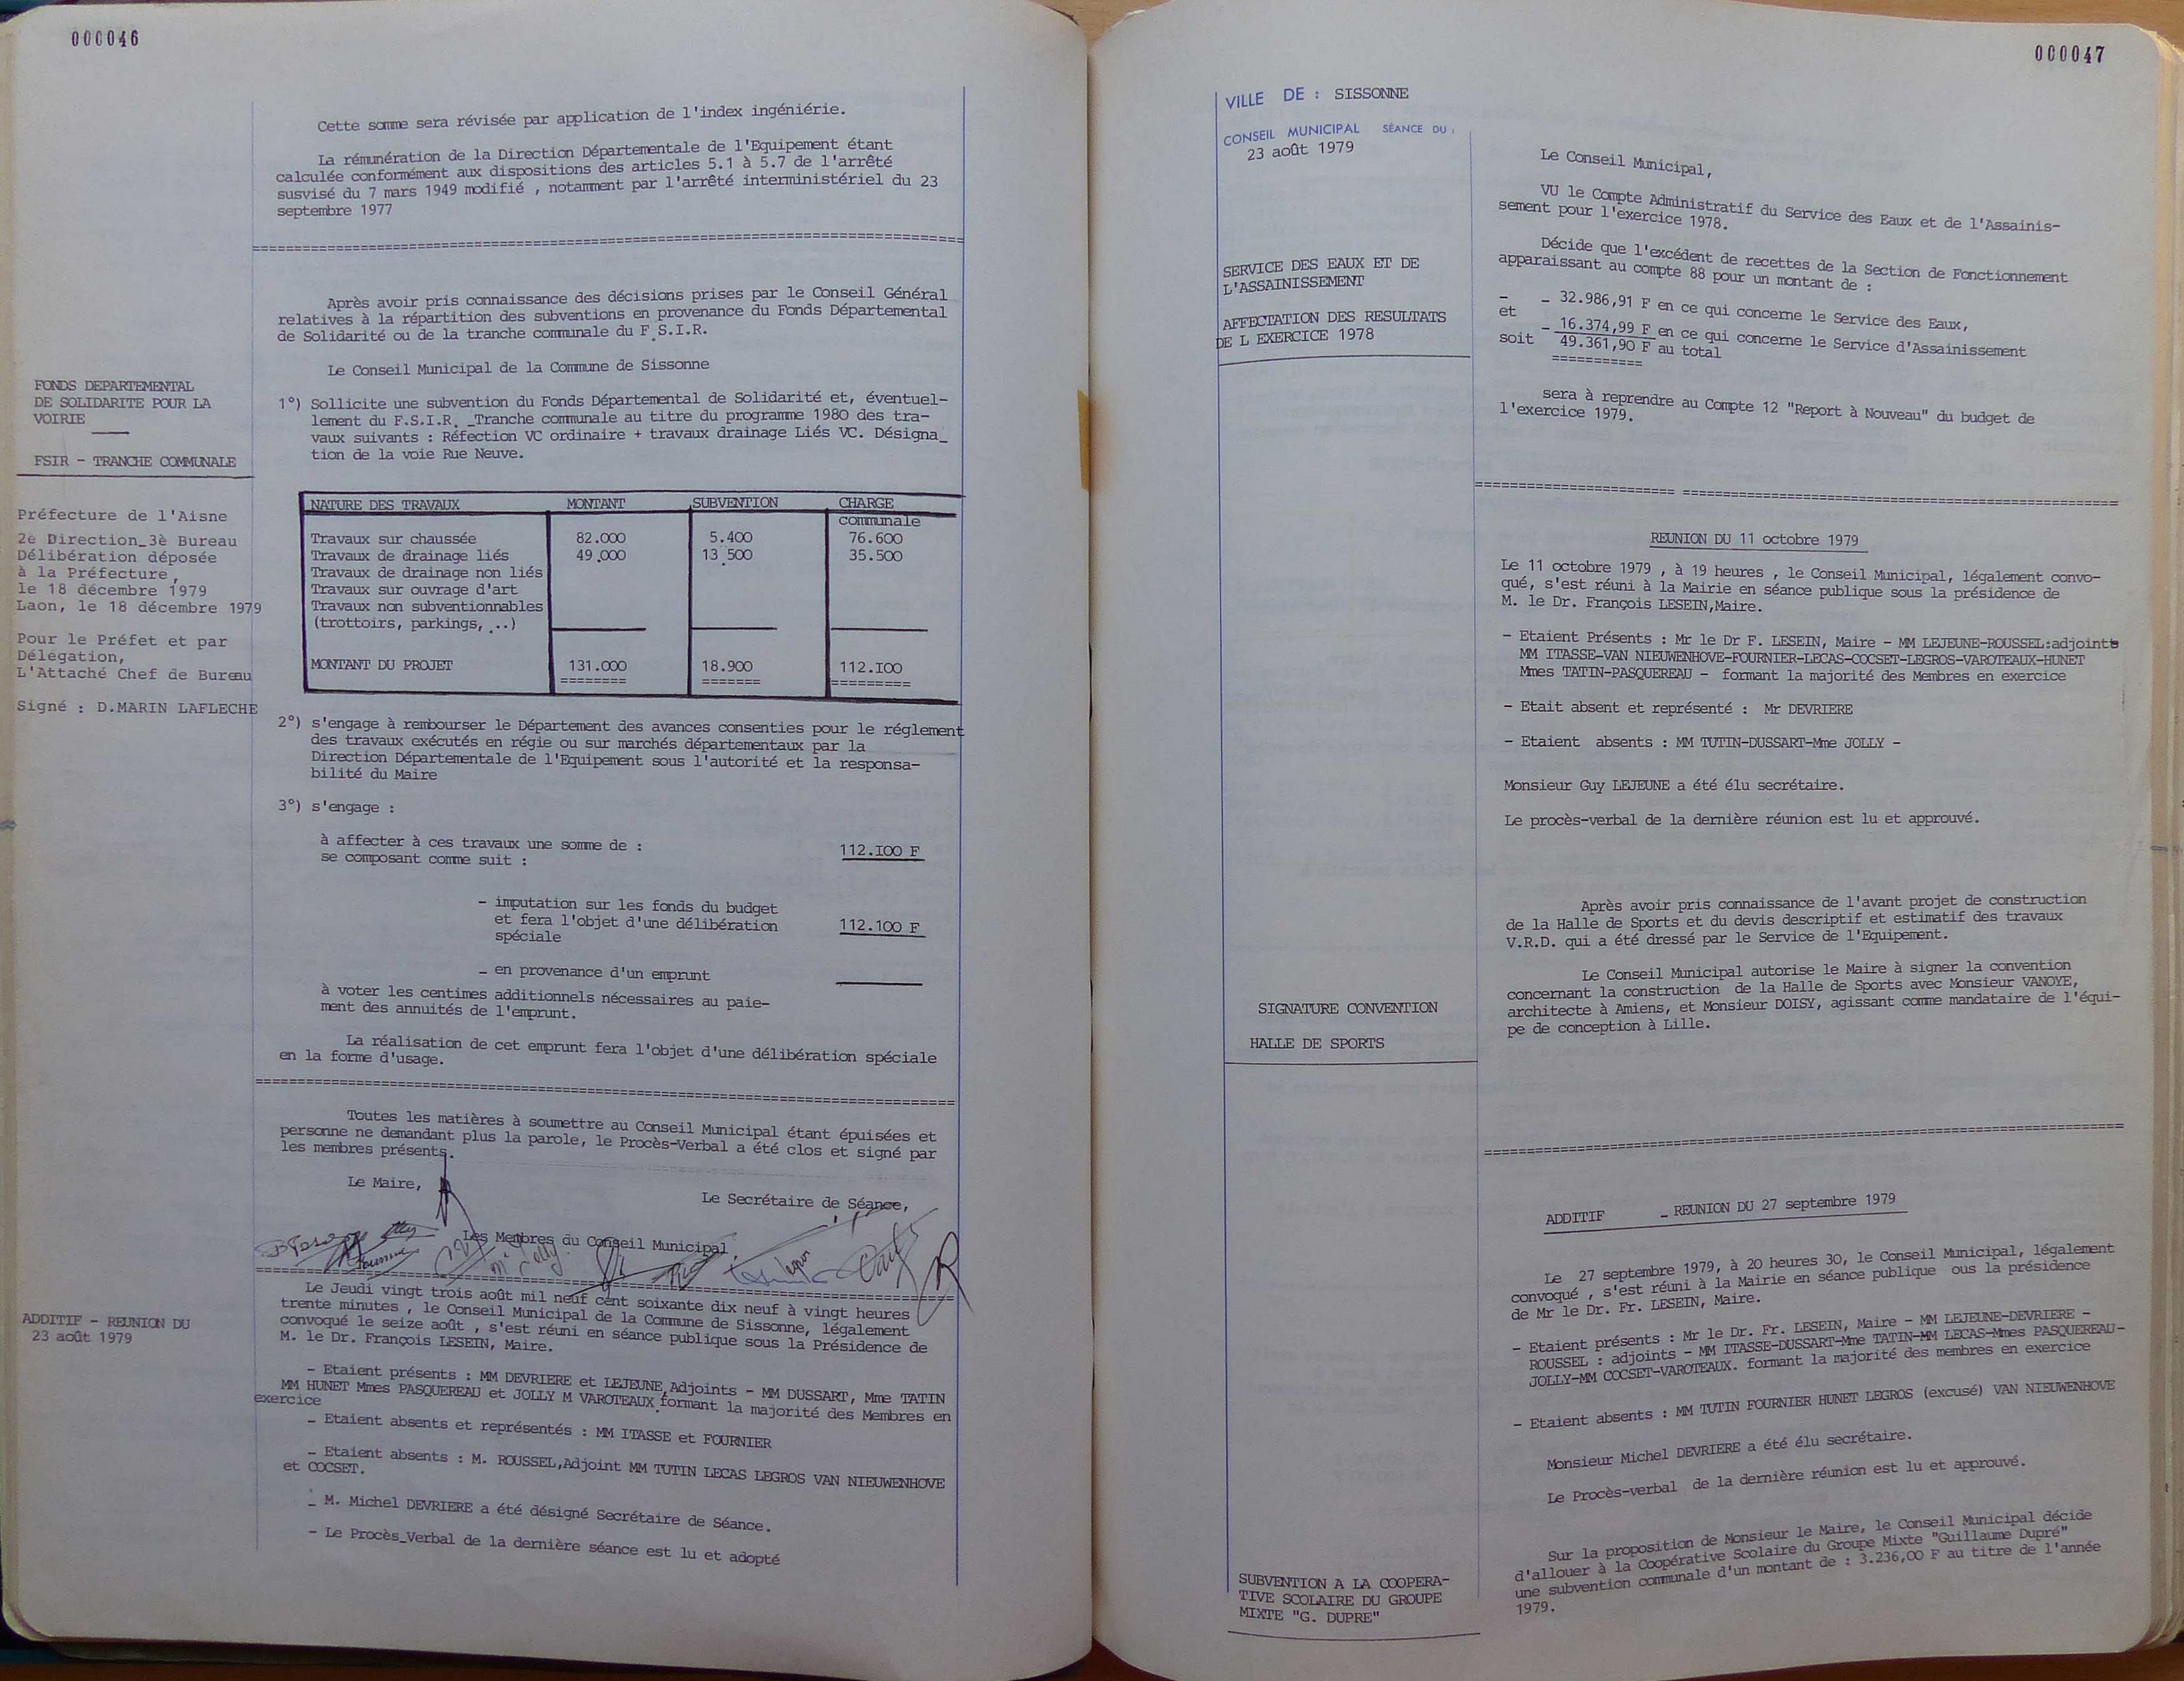 000046
Cette somme sera révisée par application de l'index ingéniérie.
La rémunération de la Direction Départementale de l'Equipement étant
calculée conformément aux dispositions des articles 5.1 à 5.7 de l'arrêté
susvisé du 7 mars 1949 modifié , notamment par l'arrêté interministériel du 23
septembre 1977
Après avoir pris connaissance des décisions prises par le Conseil Général
relatives à la répartition des subventions en provenance du Fonds Départemental
de Solidarité ou de la tranche communale du F.S.I.R.
Le Conseil Municipal de la Commune de Sissonne
FONDS DEPARTEMENTAL
DE SOLIDARITE POUR LA
VOIRIE
FSIR - TRANCHE COMMUNALE
1°) Sollicite une subvention du Fonds Départemental de Solidarité et, éventuel-
lement du F.S.I.R. _Tranche communale au titre du programme 1980 des tra-
vaux suivants : Réfection VC ordinaire + travaux drainage Liés VC. Désigna_
tion de la voie Rue Neuve.
Préfecture de l'Aisne
2è Direction_3è Bureau
Délibération déposée
à la Préfecture,
le 18 décembre 1979
Laon, le 18 décembre 1979
Pour le Préfet et par
Délégation,
L'Attaché Chef de Bureau
Signé : D.MARIN LAFLECHE
NATURE DES TRAVAUX MONTANT SUBVENTION CHARGE
communale
Travaux sur chaussée 82.000 5.400 76.600
Travaux de drainage liés 49.000 13.500 35.500
Travaux de drainage non liés
Travaux sur ouvrage d'art
Travaux non subventionnables
(trottoirs, parkings, ...)
MONTANT DU PROJET 131.000 18.900 112.I00
======== ======= =========
2°) s'engage à rembourser le Département des avances consenties pour le réglement
des travaux exécutés en régie ou sur marchés départementaux par la
Direction Départementale de l'Equipement sous l'autorité et la responsa-
bilité du Maire
3°) s'engage :
à affecter à ces travaux une somme de : 112.I00 F
se composant comme suit :
- imputation sur les fonds du budget
et fera l'objet d'une délibération 112.100 F
spéciale
_ en provenance d'un emprunt
à voter les centimes additionnels nécessaires au paie-
ment des annuités de l'emprunt.
La réalisation de cet emprunt fera l'objet d'une délibération spéciale
en la forme d'usage.
Toutes les matières à soumettre au Conseil Municipal étant épuisées et
personne ne demandant plus la parole, le Procès-Verbal a été clos et signé par
les membres présents.
Le Maire,
Le Secrétaire de Séance,
Les Membres du Conseil Municipal,
ADDITIF - REUNION DU
23 août 1979
Le Jeudi vingt trois août mil neuf cent soixante dix neuf à vingt heures
trente minutes , le Conseil Municipal de la Commune de Sissonne, légalement
convoqué le seize août , s'est réuni en séance publique sous la Présidence de
M. le Dr. François LESEIN, Maire.
- Etaient présents : MM DEVRIERE et LEJEUNE,Adjoints - MM DUSSART, Mme TATIN
MM HUNET Mmes PASQUEREAU et JOLLY M VAROTEAUX,formant la majorité des Membres en
exercice
_ Etaient absents et représentés : MM ITASSE et FOURNIER
_ Etaient absents : M. ROUSSEL,Adjoint MM TUTIN LECAS LEGROS VAN NIEUWENHOVE
et COCSET.
_ M. Michel DEVRIERE a été désigné Secrétaire de Séance.
- Le Procès_Verbal de la dernière séance est lu et adopté
000047
VILLE DE : SISSONNE
CONSEIL MUNICIPAL SÉANCE DU :
23 août 1979
Le Conseil Municipal,
VU le Compte Administratif du Service des Eaux et de l'Assainis-
sement pour l'exercice 1978.
SERVICE DES EAUX ET DE
L'ASSAINISSEMENT
AFFECTATION DES RESULTATS
DE L EXERCICE 1978
Décide que l'excédent de recettes de la Section de Fonctionnement
apparaissant au compte 88 pour un montant de :
- _ 32.986,91 F en ce qui concerne le Service des Eaux,
et
- 16.374,99 F en ce qui concerne le Service d'Assainissement
soit 49.361,90 F au total
===========
sera à reprendre au Compte 12 "Report à Nouveau" du budget de
l'exercice 1979.
REUNION DU 11 octobre 1979
Le 11 octobre 1979 , à 19 heures , le Conseil Municipal, légalement convo-
qué, s'est réuni à la Mairie en séance publique sous la présidence de
M. le Dr. François LESEIN,Maire.
- Etaient Présents : Mr le Dr F. LESEIN, Maire - MM LEJEUNE-ROUSSEL:adjoints
MM ITASSE-VAN NIEUWENHOVE-FOURNIER-LECAS-COCSET-LEGROS-VAROTEAUX-HUNET
Mmes TATIN-PASQUEREAU - formant la majorité des Membres en exercice
- Etait absent et représenté : Mr DEVRIERE
- Etaient absents : MM TUTIN-DUSSART-Mme JOLLY -
Monsieur Guy LEJEUNE a été élu secrétaire.
Le procès-verbal de la dernière réunion est lu et approuvé.
Après avoir pris connaissance de l'avant projet de construction
de la Halle de Sports et du devis descriptif et estimatif des travaux
V.R.D. qui a été dressé par le Service de l'Equipement.
SIGNATURE CONVENTION
HALLE DE SPORTS
Le Conseil Municipal autorise le Maire à signer la convention
concernant la construction de la Halle de Sports avec Monsieur VANOYE,
architecte à Amiens, et Monsieur DOISY, agissant comme mandataire de l'équi-
pe de conception à Lille.
ADDITIF _ REUNION DU 27 septembre 1979
Le 27 septembre 1979, à 20 heures 30, le Conseil Municipal, légalement
convoqué , s'est réuni à la Mairie en séance publique ous la présidence
de Mr le Dr. Fr. LESEIN, Maire.
- Etaient présents : Mr le Dr. Fr. LESEIN, Maire - MM LEJEUNE-DEVRIERE -
ROUSSEL : adjoints - MM ITASSE-DUSSART-Mme TATIN-MM LECAS-Mmes PASQUEREAU-
JOLLY-MM COCSET-VAROTEAUX. formant la majorité des membres en exercice
- Etaient absents : MM TUTIN FOURNIER HUNET LEGROS (excusé) VAN NIEUWENHOVE
Monsieur Michel DEVRIERE a été élu secrétaire.
Le Procès-verbal de la dernière réunion est lu et approuvé.
SUBVENTION A LA COOPERA-
TIVE SCOLAIRE DU GROUPE
MIXTE "G. DUPRE"
Sur la proposition de Monsieur le Maire, le Conseil Municipal décide
d'allouer à la Coopérative Scolaire du Groupe Mixte "Guillaume Dupré"
une subvention communale d'un montant de : 3.236,00 F au titre de l'année
1979.